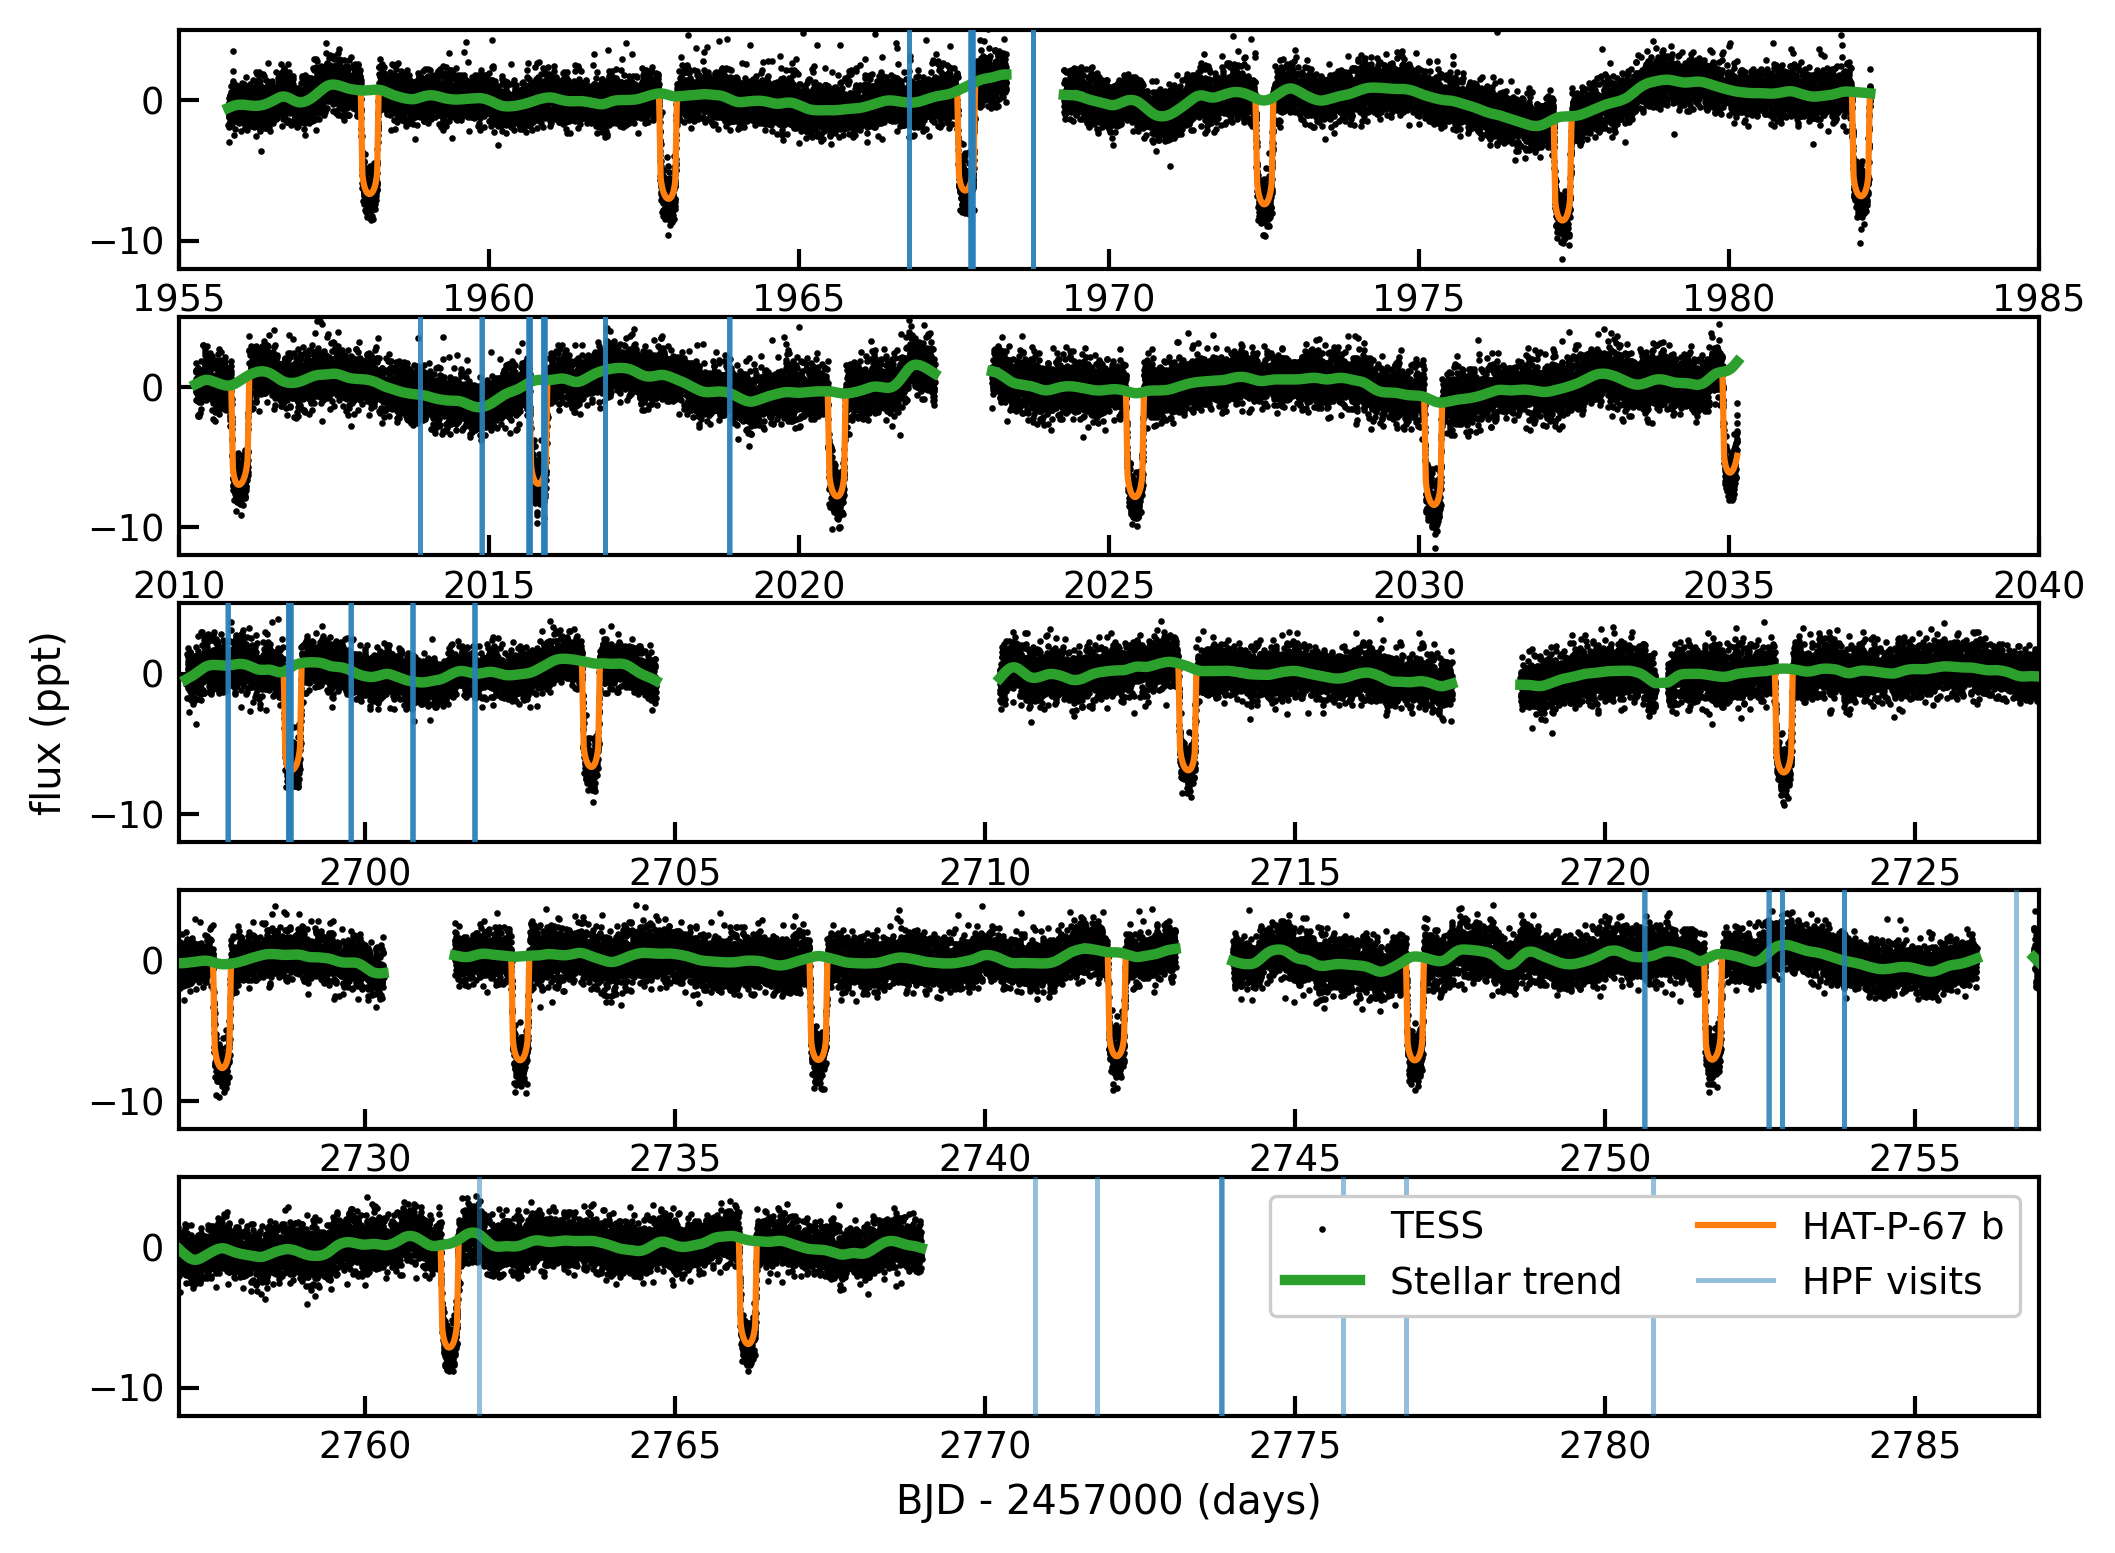 0
−10
1955 1960 1965 1970 1975 1980 1985
0
−10
2010 2015 2020 2025 2030 2035 2040
flux (ppt)
0
−10
2700 2705 2710 2715 2720 2725
0
−10
2730 2735 2740 2745 2750 2755
0
−10
TESS HAT-P-67 b
Stellar trend HPF visits
2760 2765 2770 2775 2780 2785
BJD - 2457000 (days)